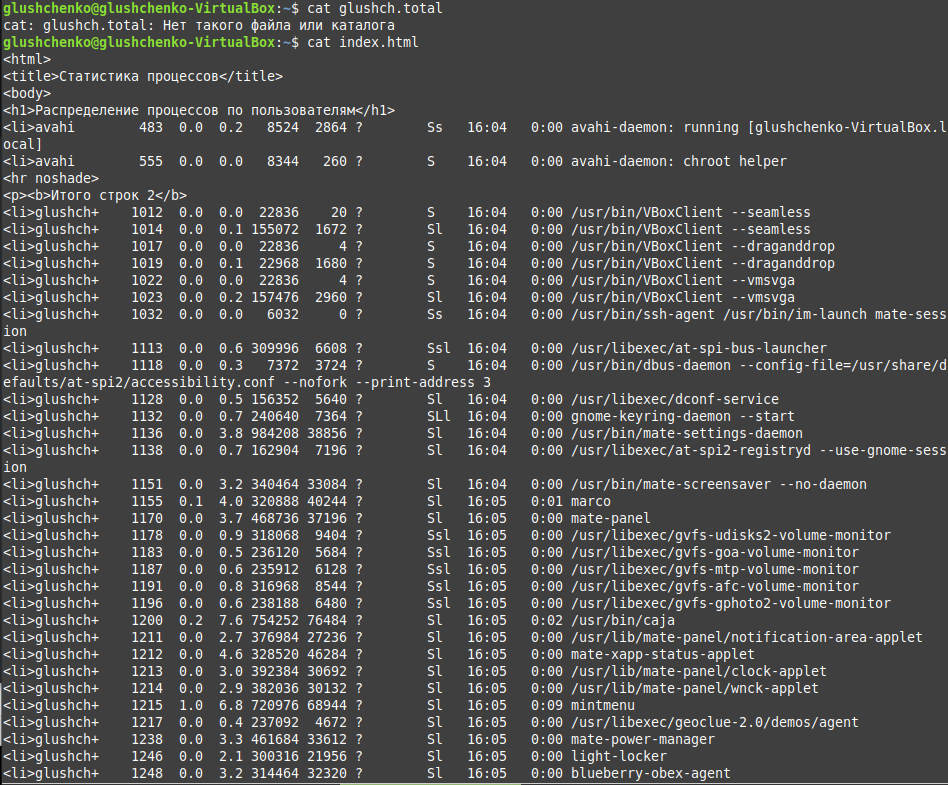 glushchenko@glushchenko-VirtualBox:~$ cat glushch.total
cat: glushch.total: Нет такого файла или каталога
glushchenko@glushchenko-VirtualBox:~$ cat index.html
<html>
<title>Статистика процессов</title>
<body>
<h1>Распределение процессов по пользователям</h1>
<li>avahi        483  0.0  0.2   8524  2864 ?        Ss   16:04   0:00 avahi-daemon: running [glushchenko-VirtualBox.l
ocal]
<li>avahi        555  0.0  0.0   8344   260 ?        S    16:04   0:00 avahi-daemon: chroot helper
<hr noshade>
<p><b>Итого строк 2</b>
<li>glushch+    1012  0.0  0.0  22836    20 ?        S    16:04   0:00 /usr/bin/VBoxClient --seamless
<li>glushch+    1014  0.0  0.1 155072  1672 ?        Sl   16:04   0:00 /usr/bin/VBoxClient --seamless
<li>glushch+    1017  0.0  0.0  22836     4 ?        S    16:04   0:00 /usr/bin/VBoxClient --draganddrop
<li>glushch+    1019  0.0  0.1  22968  1680 ?        S    16:04   0:00 /usr/bin/VBoxClient --draganddrop
<li>glushch+    1022  0.0  0.0  22836     4 ?        S    16:04   0:00 /usr/bin/VBoxClient --vmsvga
<li>glushch+    1023  0.0  0.2 157476  2960 ?        Sl   16:04   0:00 /usr/bin/VBoxClient --vmsvga
<li>glushch+    1032  0.0  0.0   6032     0 ?        Ss   16:04   0:00 /usr/bin/ssh-agent /usr/bin/im-launch mate-sess
ion
<li>glushch+    1113  0.0  0.6 309996  6608 ?        Ssl  16:04   0:00 /usr/libexec/at-spi-bus-launcher
<li>glushch+    1118  0.0  0.3   7372  3724 ?        S    16:04   0:00 /usr/bin/dbus-daemon --config-file=/usr/share/d
efaults/at-spi2/accessibility.conf --nofork --print-address 3
<li>glushch+    1128  0.0  0.5 156352  5640 ?        Sl   16:04   0:00 /usr/libexec/dconf-service
<li>glushch+    1132  0.0  0.7 240640  7364 ?        SLl  16:04   0:00 gnome-keyring-daemon --start
<li>glushch+    1136  0.0  3.8 984208 38856 ?        Sl   16:04   0:00 /usr/bin/mate-settings-daemon
<li>glushch+    1138  0.0  0.7 162904  7196 ?        Sl   16:04   0:00 /usr/libexec/at-spi2-registryd --use-gnome-sess
ion
<li>glushch+    1151  0.0  3.2 340464 33084 ?        Sl   16:04   0:00 /usr/bin/mate-screensaver --no-daemon
<li>glushch+    1155  0.1  4.0 320888 40244 ?        Sl   16:05   0:01 marco
<li>glushch+    1170  0.0  3.7 468736 37196 ?        Sl   16:05   0:00 mate-panel
<li>glushch+    1178  0.0  0.9 318068  9404 ?        Ssl  16:05   0:00 /usr/libexec/gvfs-udisks2-volume-monitor
<li>glushch+    1183  0.0  0.5 236120  5684 ?        Ssl  16:05   0:00 /usr/libexec/gvfs-goa-volume-monitor
<li>glushch+    1187  0.0  0.6 235912  6128 ?        Ssl  16:05   0:00 /usr/libexec/gvfs-mtp-volume-monitor
<li>glushch+    1191  0.0  0.8 316968  8544 ?        Ssl  16:05   0:00 /usr/libexec/gvfs-afc-volume-monitor
<li>glushch+    1196  0.0  0.6 238188  6480 ?        Ssl  16:05   0:00 /usr/libexec/gvfs-gphoto2-volume-monitor
<li>glushch+    1200  0.2  7.6 754252 76484 ?        Sl   16:05   0:02 /usr/bin/caja
<li>glushch+    1211  0.0  2.7 376984 27236 ?        Sl   16:05   0:00 /usr/lib/mate-panel/notification-area-applet
<li>glushch+    1212  0.0  4.6 328520 46284 ?        Sl   16:05   0:00 mate-xapp-status-applet
<li>glushch+    1213  0.0  3.0 392384 30692 ?        Sl   16:05   0:00 /usr/lib/mate-panel/clock-applet
<li>glushch+    1214  0.0  2.9 382036 30132 ?        Sl   16:05   0:00 /usr/lib/mate-panel/wnck-applet
<li>glushch+    1215  1.0  6.8 720976 68944 ?        Sl   16:05   0:09 mintmenu
<li>glushch+    1217  0.0  0.4 237092  4672 ?        Sl   16:05   0:00 /usr/libexec/geoclue-2.0/demos/agent
<li>glushch+    1238  0.0  3.3 461684 33612 ?        Sl   16:05   0:00 mate-power-manager
<li>glushch+    1246  0.0  2.1 300316 21956 ?        Sl   16:05   0:00 light-locker
<li>glushch+    1248  0.0  3.2 314464 32320 ?        Sl   16:05   0:00 blueberry-obex-agent